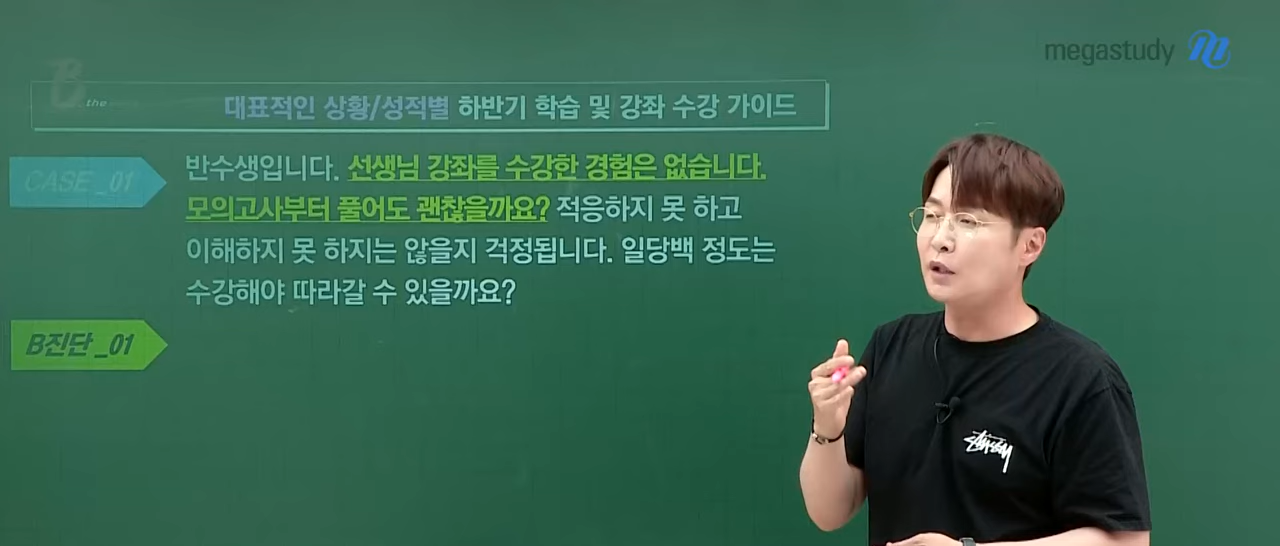 megastudy
B
the
대표적인 상황/성적별 하반기 학습 및 강좌 수강 가이드
CASE _01
반수생입니다. 선생님 강좌를 수강한 경험은 없습니다.
모의고사부터 풀어도 괜찮을까요? 적응하지 못 하고
이해하지 못 하지는 않을지 걱정됩니다. 일당백 정도는
수강해야 따라갈 수 있을까요?
B진단 _01
STUSSY